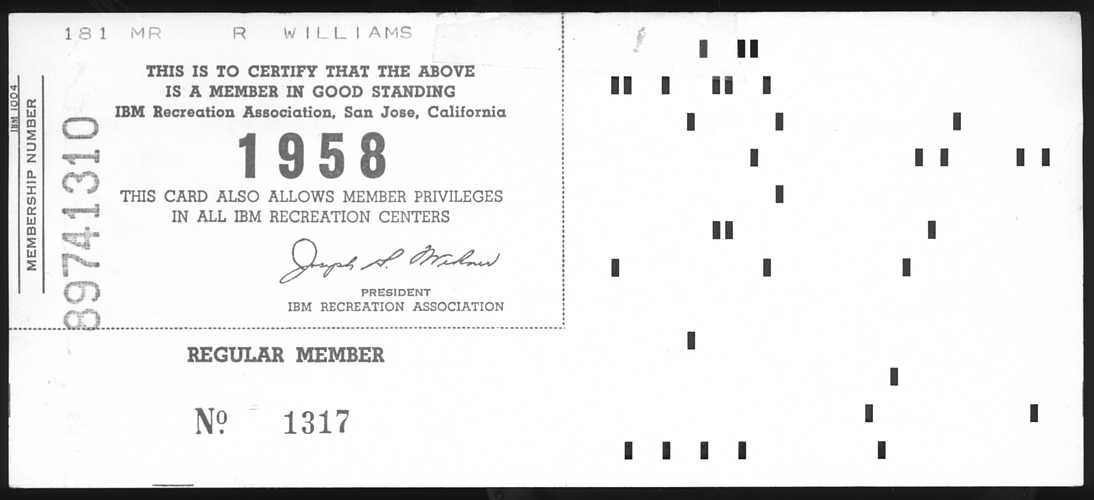 181 MR R WILLIAMS
THIS IS TO CERTIFY THAT THE ABOVE
IS A MEMBER IN GOOD STANDING
IBM Recreation Association, San Jose, California
1958
THIS CARD ALSO ALLOWS MEMBER PRIVILEGES
IN ALL IBM RECREATION CENTERS
Joseph S.
PRESIDENT
IBM RECREATION ASSOCIATION
IBM 1004
MEMBERSHIP NUMBER
89741310
REGULAR MEMBER
Nº. 1317